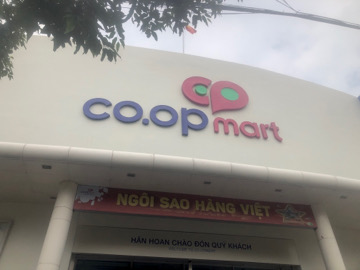 co.opmart
NGÔI SAO HÀNG VIỆT
HÂN HOAN CHÀO ĐÓN QUÝ KHÁCH